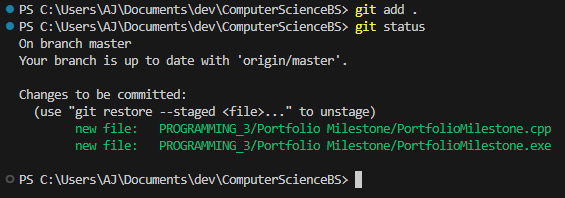 PS C:\Users\AJ\Documents\dev\ComputerScienceBS> git add .
PS C:\Users\AJ\Documents\dev\ComputerScienceBS> git status
On branch master
Your branch is up to date with 'origin/master'.
Changes to be committed:
(use "git restore --staged <file>..." to unstage)
new file:   PROGRAMMING_3/Portfolio Milestone/PortfolioMilestone.cpp
new file:   PROGRAMMING_3/Portfolio Milestone/PortfolioMilestone.exe
PS C:\Users\AJ\Documents\dev\ComputerScienceBS>